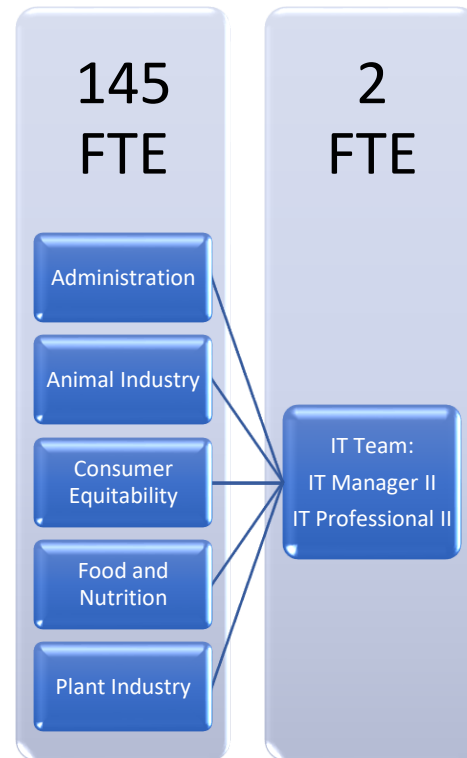 145
FTE
Administration
Animal Industry
Consumer
Equitability
Food and
Nutrition
Plant Industry
2
FTE
IT Team:
IT Manager II
IT Professional II